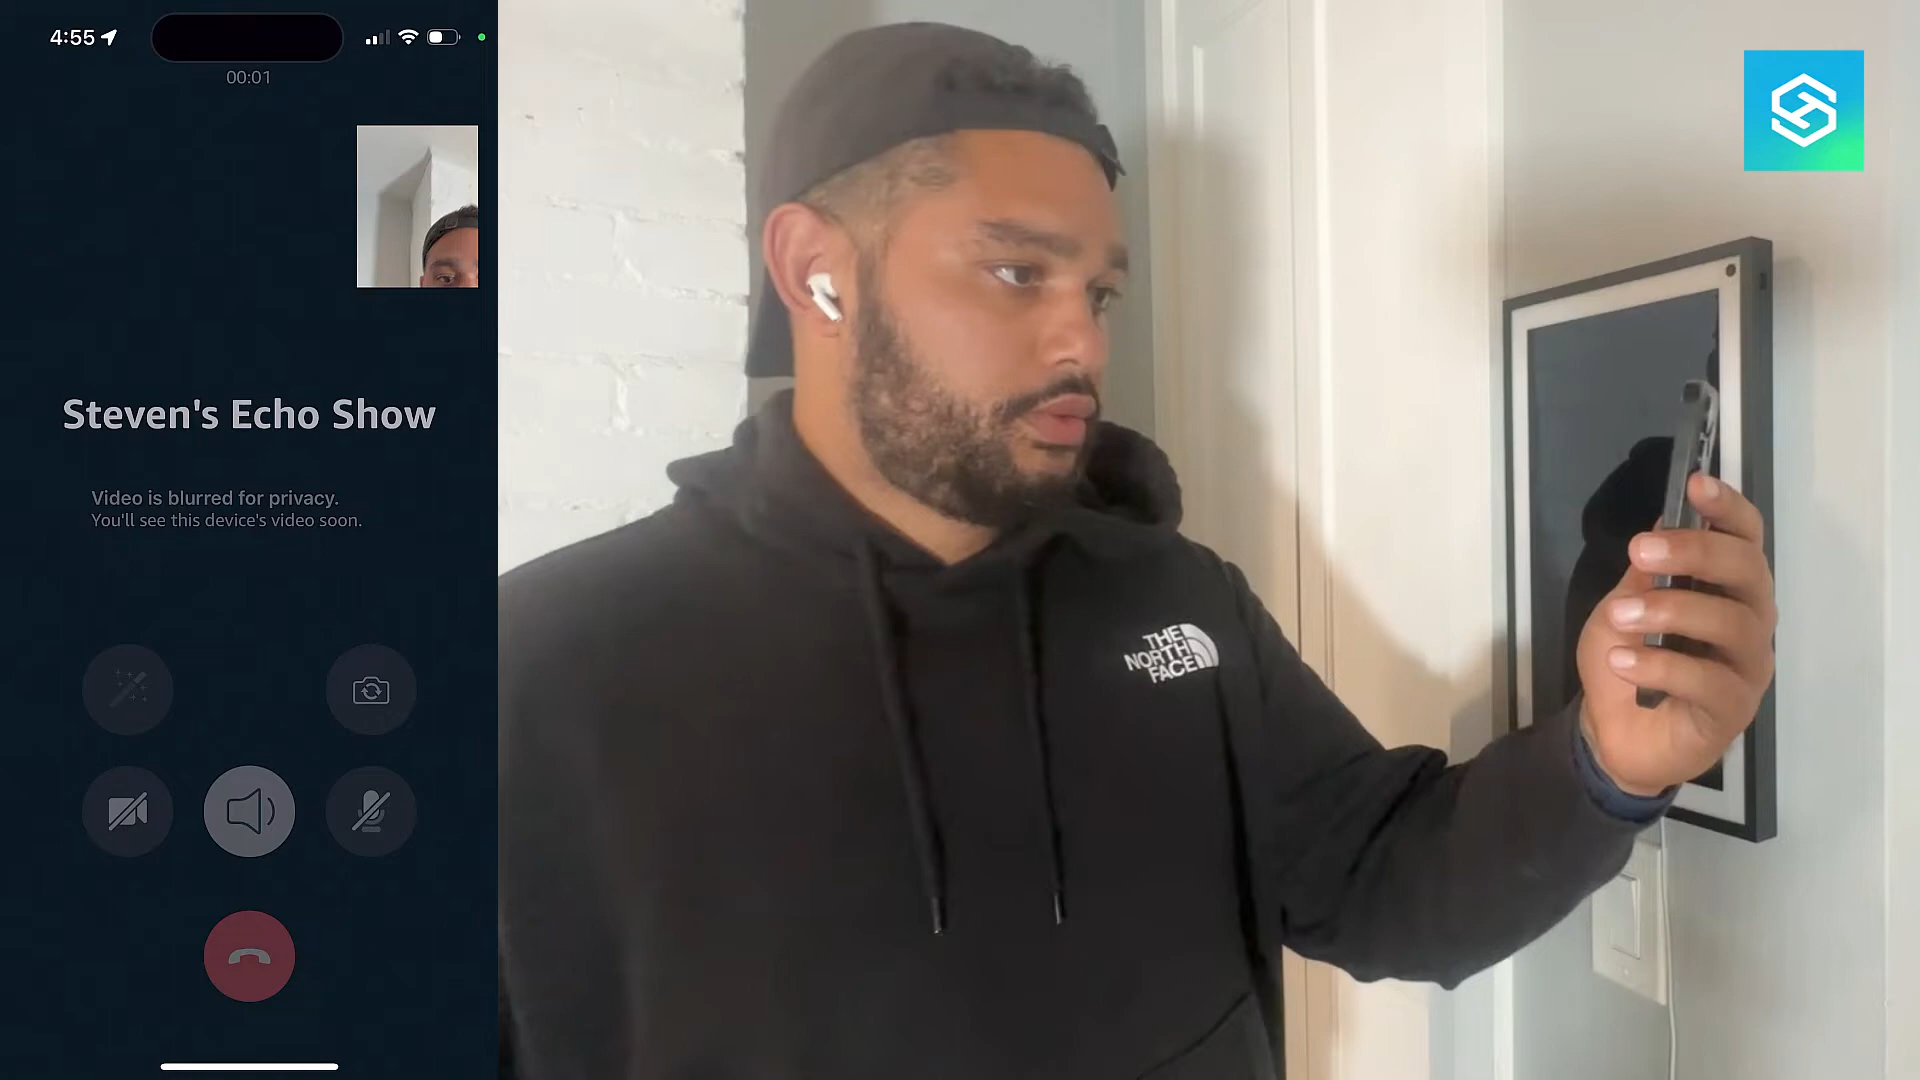 4:55
00:01
Steven's Echo Show
Video is blurred for privacy.
You'll see this device's video soon.
THE
NORTH
FACE